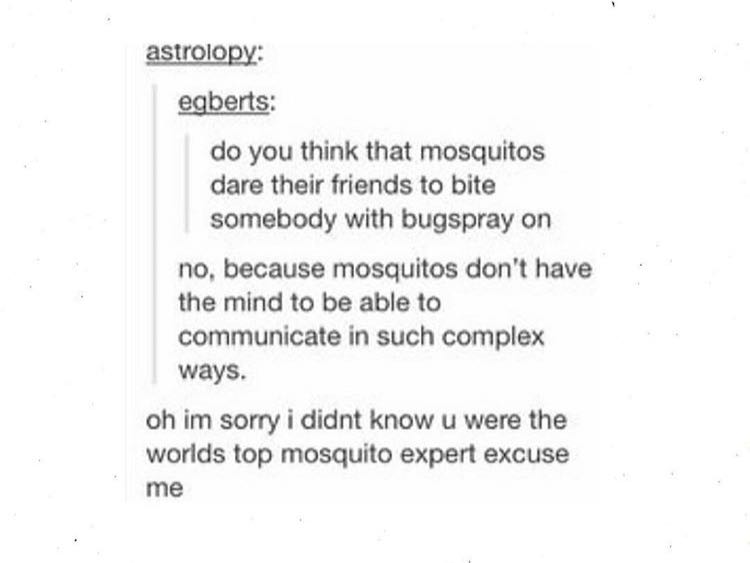 astrolopy:
egberts:
do you think that mosquitos
dare their friends to bite
somebody with bugspray on
no, because mosquitos don't have
the mind to be able to
communicate in such complex
ways.
oh im sorry i didnt know u were the
worlds top mosquito expert excuse
me